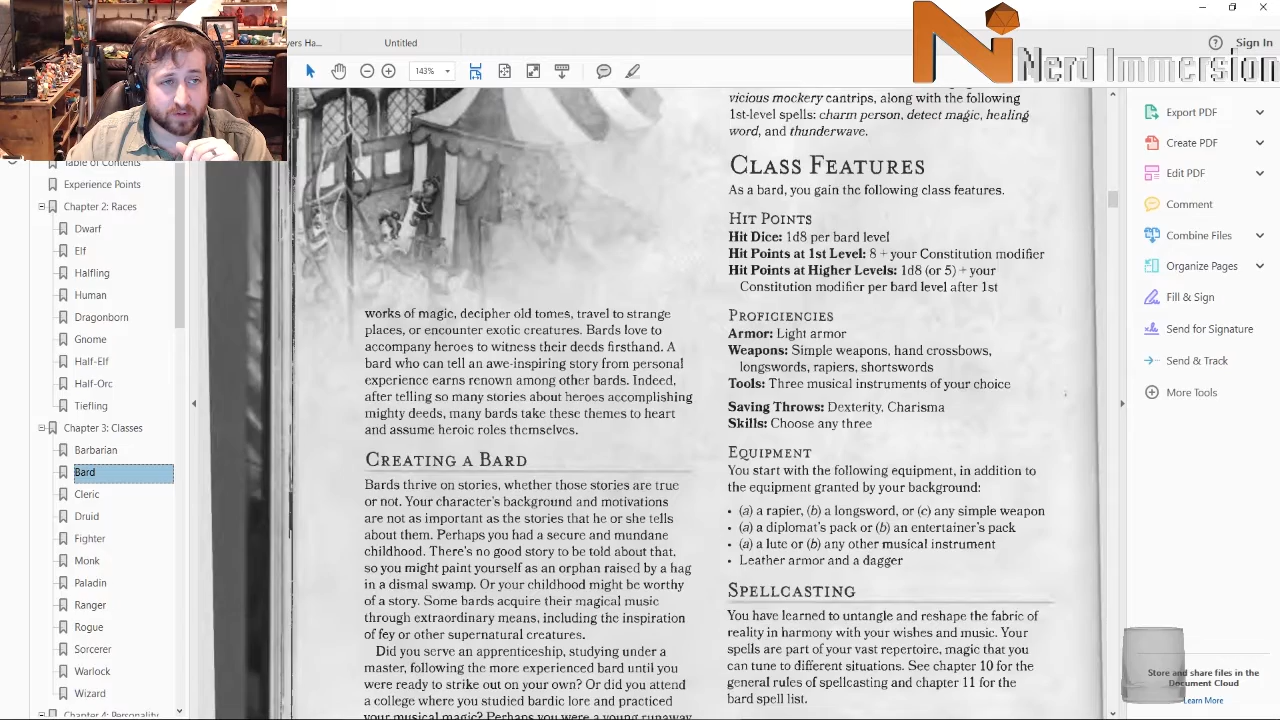 Nerd Immersion
Sign In
yers Ha...
Untitled
143%
Table of Contents
Experience Points
Chapter 2: Races
Dwarf
Elf
Halfling
Human
Dragonborn
Gnome
Half-Elf
Half-Orc
Tiefling
Chapter 3: Classes
Barbarian
Bard
Cleric
Druid
Fighter
Monk
Paladin
Ranger
Rogue
Sorcerer
Warlock
Wizard
Chapter 4: Personality
works of magic, decipher old tomes, travel to strange
places, or encounter exotic creatures. Bards love to
accompany heroes to witness their deeds firsthand. A
bard who can tell an awe-inspiring story from personal
experience earns renown among other bards. Indeed,
after telling so many stories about heroes accomplishing
mighty deeds, many bards take these themes to heart
and assume heroic roles themselves.
CREATING A BARD
Bards thrive on stories, whether those stories are true
or not. Your character's background and motivations
are not as important as the stories that he or she tells
about them. Perhaps you had a secure and mundane
childhood. There's no good story to be told about that,
so you might paint yourself as an orphan raised by a hag
in a dismal swamp. Or your childhood might be worthy
of a story. Some bards acquire their magical music
through extraordinary means, including the inspiration
of fey or other supernatural creatures.
Did you serve an apprenticeship, studying under a
master, following the more experienced bard until you
were ready to strike out on your own? Or did you attend
a college where you studied bardic lore and practiced
your musical magic? Perhaps you were a young runaway
vicious mockery cantrips, along with the following
1st-level spells: charm person, detect magic, healing
word, and thunderwave.
CLASS FEATURES
As a bard, you gain the following class features.
HIT POINTS
Hit Dice: 1d8 per bard level
Hit Points at 1st Level: 8 + your Constitution modifier
Hit Points at Higher Levels: 1d8 (or 5) + your
Constitution modifier per bard level after 1st
PROFICIENCIES
Armor: Light armor
Weapons: Simple weapons, hand crossbows,
longswords, rapiers, shortswords
Tools: Three musical instruments of your choice
Saving Throws: Dexterity, Charisma
Skills: Choose any three
EQUIPMENT
You start with the following equipment, in addition to
the equipment granted by your background:
• (a) a rapier, (b) a longsword, or (c) any simple weapon
• (a) a diplomat's pack or (b) an entertainer's pack
• (a) a lute or (b) any other musical instrument
• Leather armor and a dagger
SPELLCASTING
You have learned to untangle and reshape the fabric of
reality in harmony with your wishes and music. Your
spells are part of your vast repertoire, magic that you
can tune to different situations. See chapter 10 for the
general rules of spellcasting and chapter 11 for the
bard spell list.
Export PDF
Create PDF
Edit PDF
Comment
Combine Files
Organize Pages
Fill & Sign
Send for Signature
Send & Track
More Tools
Store and share files in the
Document Cloud
Learn More